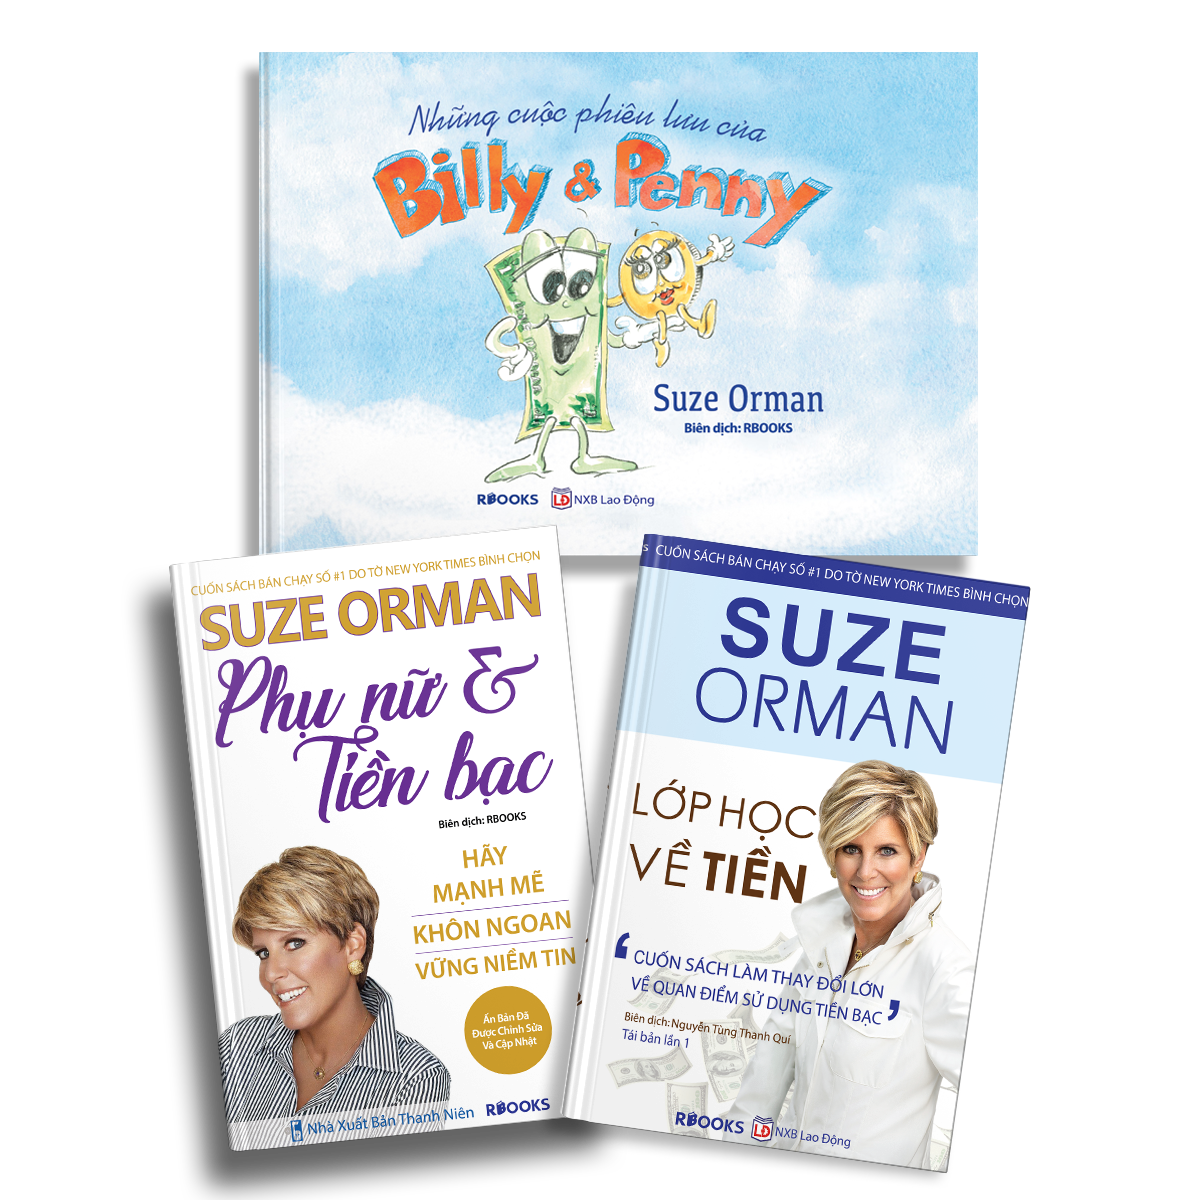 Những cuộc phiêu lưu của
Billy & Penny
Suze Orman
Biên dịch: RBOOKS
RBOOKS LĐ NXB Lao Động
CUỐN SÁCH BÁN CHẠY SỐ #1 DO TỜ NEW YORK TIMES BÌNH CHỌN
SUZE ORMAN
Phụ nữ &
Tiền bạc
Biên dịch: RBOOKS
HÃY
MẠNH MẼ
KHÔN NGOAN
VỮNG NIỀM TIN
Ấn Bản Đã
Được Chỉnh Sửa
Và Cập Nhật
Nhà Xuất Bản Thanh Niên RBOOKS
S CUỐN SÁCH BÁN CHẠY SỐ #1 DO TỜ NEW YORK TIMES BÌNH CHỌN
SUZE
ORMAN
LỚP HỌC
VỀ TIỀN
‘ CUỐN SÁCH LÀM THAY ĐỔI LỚN
VỀ QUAN ĐIỂM SỬ DỤNG TIỀN BẠC ’
Biên dịch: Nguyễn Tùng Thanh Quí
Tái bản lần 1
RBOOKS LĐ NXB Lao Động